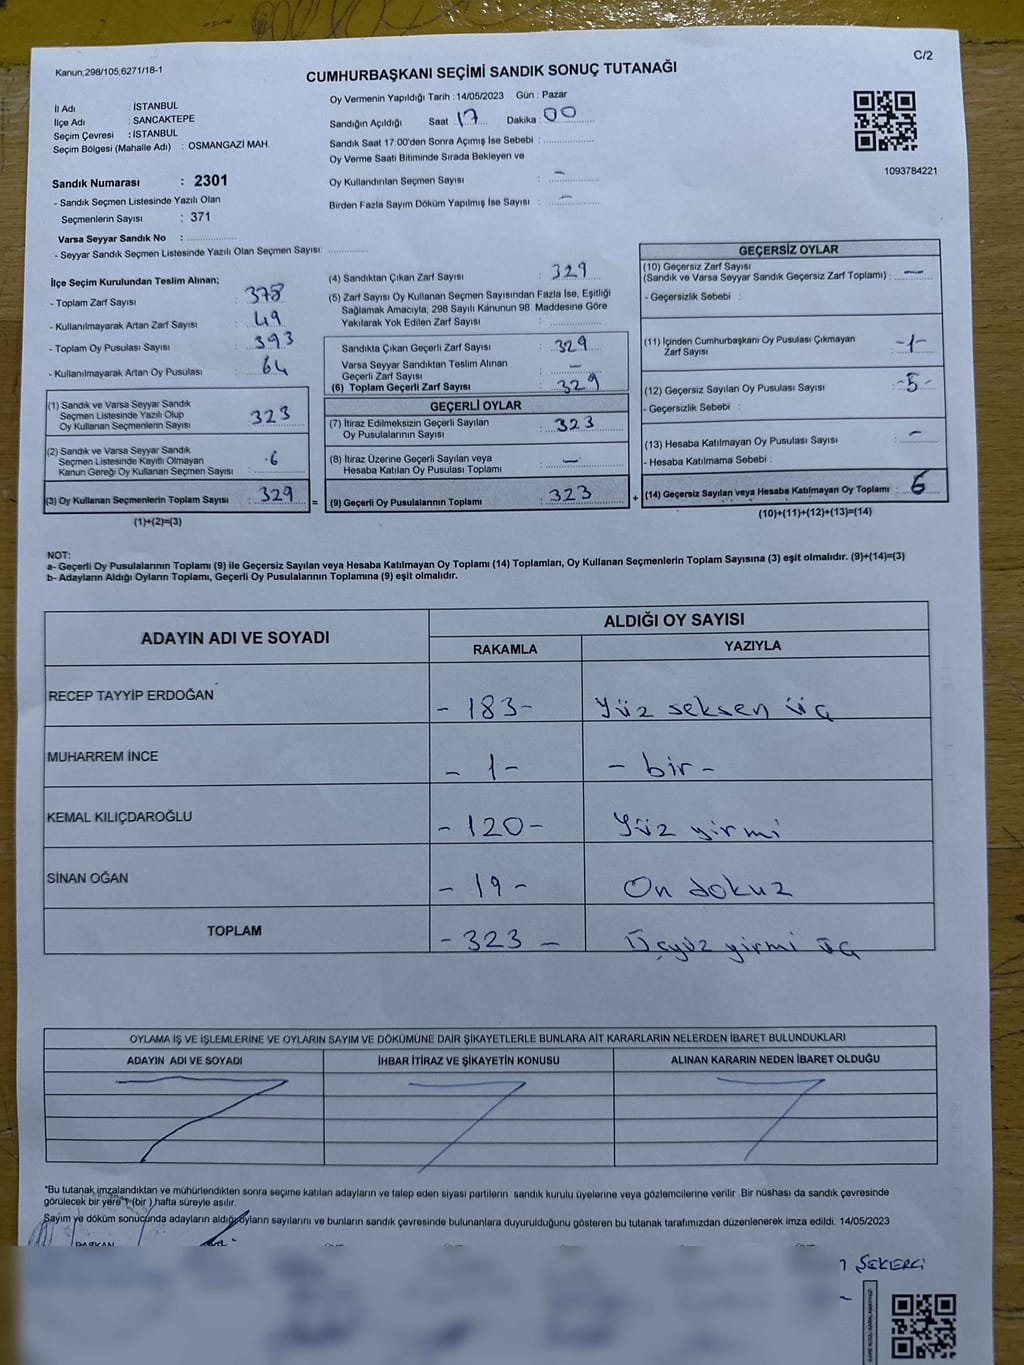 Kanun;298/105;6271/18-1
C/2
CUMHURBAŞKANI SEÇİMİ SANDIK SONUÇ TUTANAĞI
İl Adı : İSTANBUL
İlçe Adı : SANCAKTEPE
Seçim Çevresi : İSTANBUL
Seçim Bölgesi (Mahalle Adı) : OSMANGAZİ MAH.
Oy Vermenin Yapıldığı Tarih : 14/05/2023 Gün : Pazar
Sandığın Açıldığı Saat 17 Dakika 00
Sandık Saat 17:00'den Sonra Açımış İse Sebebi :
Oy Verme Saati Bitiminde Sırada Bekleyen ve
Oy Kullandırılan Seçmen Sayısı : -
Birden Fazla Sayım Döküm Yapılmış İse Sayısı : -
1093784221
Sandık Numarası : 2301
- Sandık Seçmen Listesinde Yazılı Olan
Seçmenlerin Sayısı : 371
Varsa Seyyar Sandık No :
- Seyyar Sandık Seçmen Listesinde Yazılı Olan Seçmen Sayısı:
İlçe Seçim Kurulundan Teslim Alınan;
- Toplam Zarf Sayısı : 378
- Kullanılmayarak Artan Zarf Sayısı : 49
- Toplam Oy Pusulası Sayısı : 393
- Kullanılmayarak Artan Oy Pusulası : 64
(1) Sandık ve Varsa Seyyar Sandık
Seçmen Listesinde Yazılı Olup
Oy Kullanan Seçmenlerin Sayısı : 323
(2) Sandık ve Varsa Seyyar Sandık
Seçmen Listesinde Kayıtlı Olmayan
Kanun Gereği Oy Kullanan Seçmen Sayısı : 6
(3) Oy Kullanan Seçmenlerin Toplam Sayısı : 329
(1)+(2)=(3)
(4) Sandıktan Çıkan Zarf Sayısı : 329
(5) Zarf Sayısı Oy Kullanan Seçmen Sayısından Fazla İse, Eşitliği
Sağlamak Amacıyla; 298 Sayılı Kanunun 98. Maddesine Göre
Yakılarak Yok Edilen Zarf Sayısı :
Sandıkta Çıkan Geçerli Zarf Sayısı : 329
Varsa Seyyar Sandıktan Teslim Alınan
Geçerli Zarf Sayısı : -
(6) Toplam Geçerli Zarf Sayısı : 329
GEÇERLİ OYLAR
(7) İtiraz Edilmeksizin Geçerli Sayılan
Oy Pusulalarının Sayısı : 323
(8) İtiraz Üzerine Geçerli Sayılan veya
Hesaba Katılan Oy Pusulası Toplamı : -
= (9) Geçerli Oy Pusulalarının Toplamı : 323
GEÇERSİZ OYLAR
(10) Geçersiz Zarf Sayısı
(Sandık ve Varsa Seyyar Sandık Geçersiz Zarf Toplamı) : -
- Geçersizlik Sebebi :
(11) İçinden Cumhurbaşkanı Oy Pusulası Çıkmayan
Zarf Sayısı : -1-
(12) Geçersiz Sayılan Oy Pusulası Sayısı : -5-
- Geçersizlik Sebebi :
(13) Hesaba Katılmayan Oy Pusulası Sayısı : -
- Hesaba Katılmama Sebebi :
+ (14) Geçersiz Sayılan veya Hesaba Katılmayan Oy Toplamı : 6
(10)+(11)+(12)+(13)=(14)
NOT:
a- Geçerli Oy Pusulalarının Toplamı (9) ile Geçersiz Sayılan veya Hesaba Katılmayan Oy Toplamı (14) Toplamları, Oy Kullanan Seçmenlerin Toplam Sayısına (3) eşit olmalıdır. (9)+(14)=(3)
b- Adayların Aldığı Oyların Toplamı, Geçerli Oy Pusulalarının Toplamına (9) eşit olmalıdır.
ADAYIN ADI VE SOYADI
ALDIĞI OY SAYISI
RAKAMLA YAZIYLA
RECEP TAYYİP ERDOĞAN - 183 - Yüz seksen üç
MUHARREM İNCE - 1 - - bir -
KEMAL KILIÇDAROĞLU - 120 - Yüz yirmi
SİNAN OĞAN - 19 - On dokuz
TOPLAM - 323 - Üçyüz yirmi üç
OYLAMA İŞ VE İŞLEMLERİNE VE OYLARIN SAYIM VE DÖKÜMÜNE DAİR ŞİKAYETLERLE BUNLARA AİT KARARLARIN NELERDEN İBARET BULUNDUKLARI
ADAYIN ADI VE SOYADI İHBAR İTİRAZ VE ŞİKAYETİN KONUSU ALINAN KARARIN NEDEN İBARET OLDUĞU
*Bu tutanak imzalandıktan ve mühürlendikten sonra seçime katılan adayların ve talep eden siyasi partilerin sandık kurulu üyelerine veya gözlemcilerine verilir. Bir nüshası da sandık çevresinde
görülecek bir yere 1 (bir) hafta süreyle asılır.
Sayım ve döküm sonucunda adayların aldığı oyların sayılarını ve bunların sandık çevresinde bulunanlara duyurulduğunu gösteren bu tutanak tarafımızdan düzenlenerek imza edildi. 14/05/2023
BAŞKAN
ŞEKERCİ